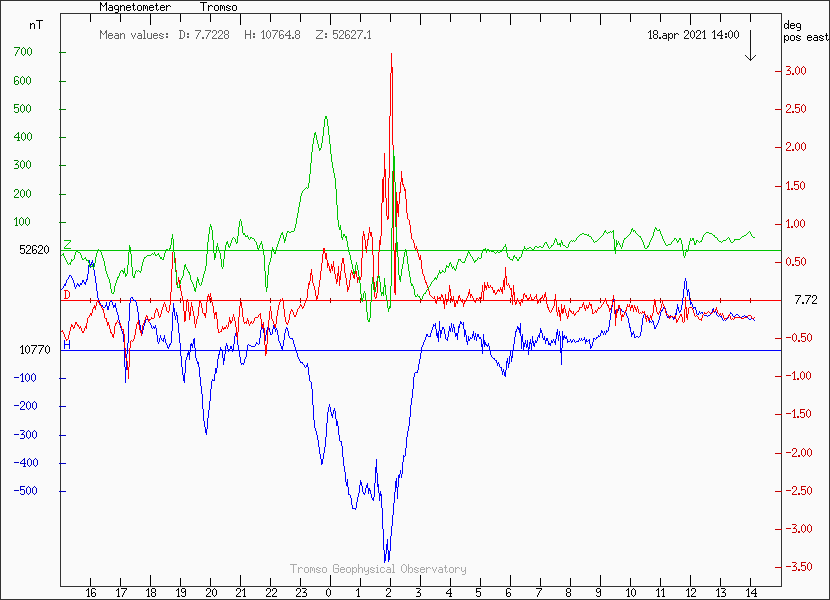 Magnetometer Tromso
nT
Mean values: D: 7.7228 H: 10764.8 Z: 52627.1
18.apr 2021 14:00
deg
pos east
700
600
500
400
300
200
100
52620
10770
-100
-200
-300
-400
-500
Z
D
H
3.00
2.50
2.00
1.50
1.00
0.50
7.72
-0.50
-1.00
-1.50
-2.00
-2.50
-3.00
-3.50
Tromso Geophysical Observatory
16 17 18 19 20 21 22 23 0 1 2 3 4 5 6 7 8 9 10 11 12 13 14